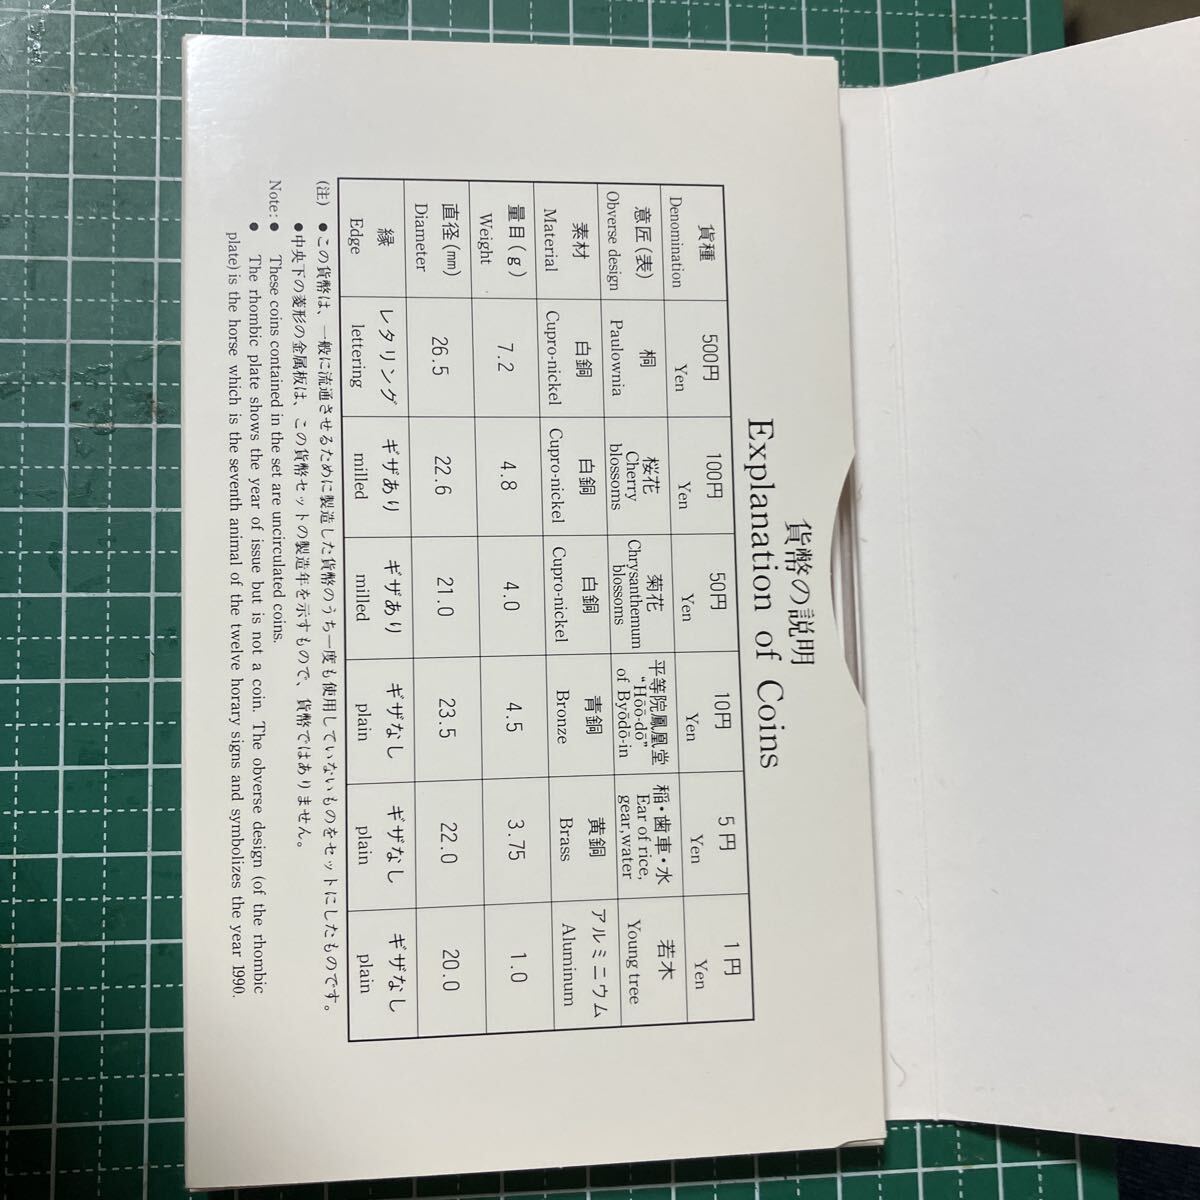 貨幣の説明
Explanation of Coins
貨種 500円 100円 50円 10円 5円 1円
Denomination Yen Yen Yen Yen Yen Yen
意匠(表) 桐 桜花 菊花 平等院鳳凰堂 稲・歯車・水 若木
Obverse design Paulownia Cherry blossoms Chrysanthemum blossoms "Hōō-dō" of Byōdō-in Ear of rice, gear,water Young tree
素材 白銅 白銅 白銅 青銅 黄銅 アルミニウム
Material Cupro-nickel Cupro-nickel Cupro-nickel Bronze Brass Aluminum
量目(g) 7.2 4.8 4.0 4.5 3.75 1.0
Weight
直径(mm) 26.5 22.6 21.0 23.5 22.0 20.0
Diameter
縁 レタリング ギザあり ギザあり ギザなし ギザなし ギザなし
Edge lettering milled milled plain plain plain
(注) ●この貨幣は、一般に流通させるために製造した貨幣のうち一度も使用していないものをセットにしたものです。
●中央下の菱形の金属板は、この貨幣セットの製造年を示すもので、貨幣ではありません。
Note: ● These coins contained in the set are uncirculated coins.
● The rhombic plate shows the year of issue but is not a coin. The obverse design (of the rhombic
plate) is the horse which is the seventh animal of the twelve horary signs and symbolizes the year 1990.